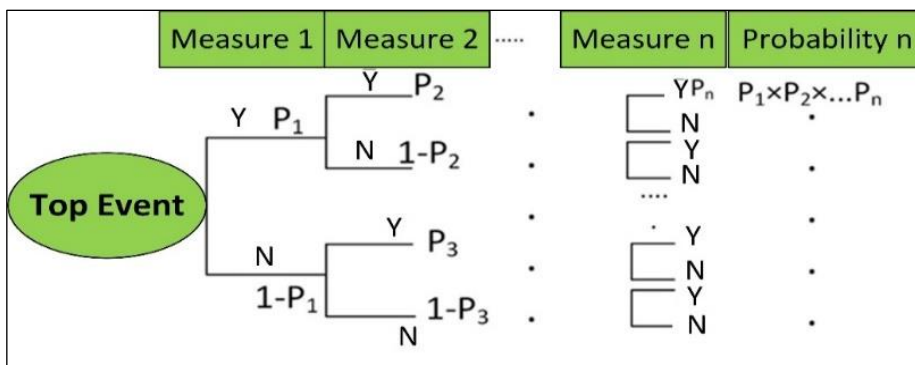 Measure 1 Measure 2 ..... Measure n Probability n
Y P₂ YPₙ P₁×P₂×...Pₙ
Y P₁
N
N 1-P₂ Y
N
Top Event
....
Y P₃ Y
N
N
1-P₁ Y
1-P₃ N
N